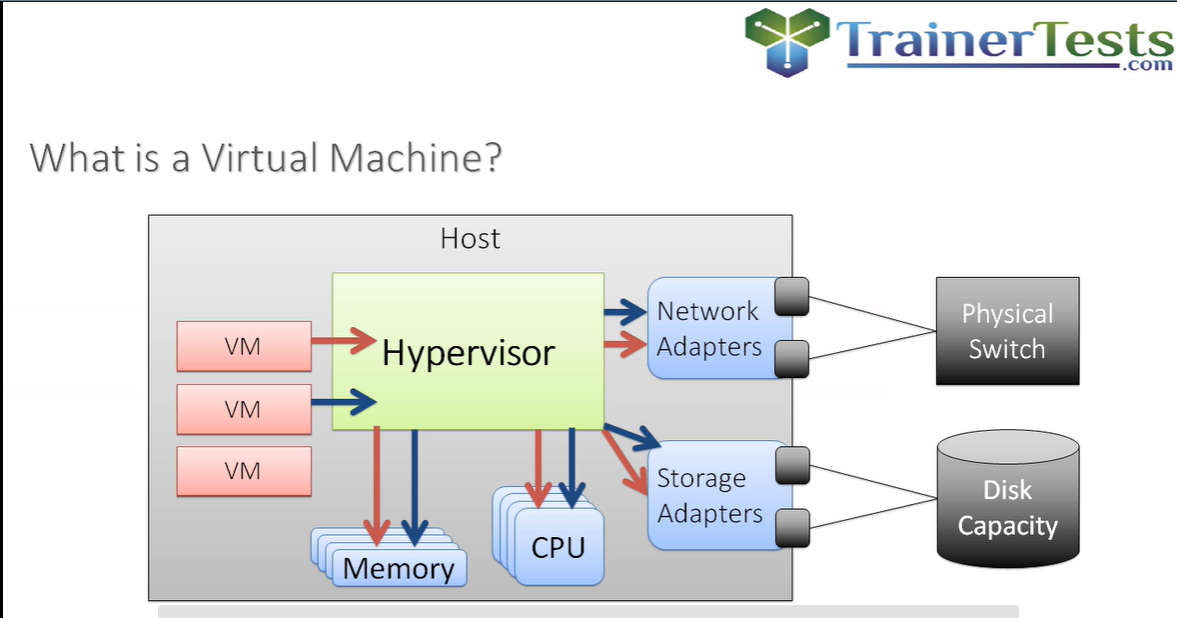 TrainerTests
.com
What is a Virtual Machine?
Host
VM
VM
VM
Hypervisor
Network
Adapters
Physical
Switch
Storage
Adapters
Disk
Capacity
Memory
CPU